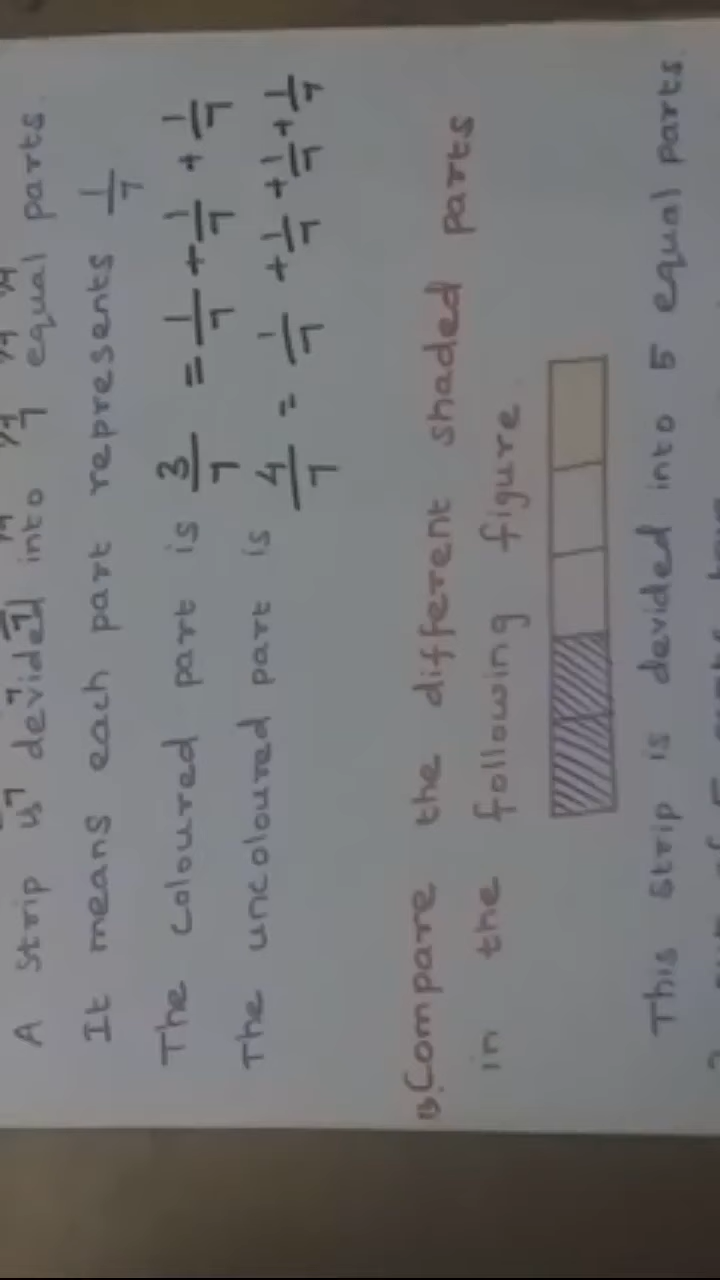 A strip is devided into 7 equal parts.
It means each part represents 1/7
The coloured part is 3/7 = 1/7 + 1/7 + 1/7
The uncoloured part is 4/7 = 1/7 + 1/7 + 1/7 + 1/7
B. Compare the different shaded parts
in the following figure.
This strip is devided into 5 equal parts.